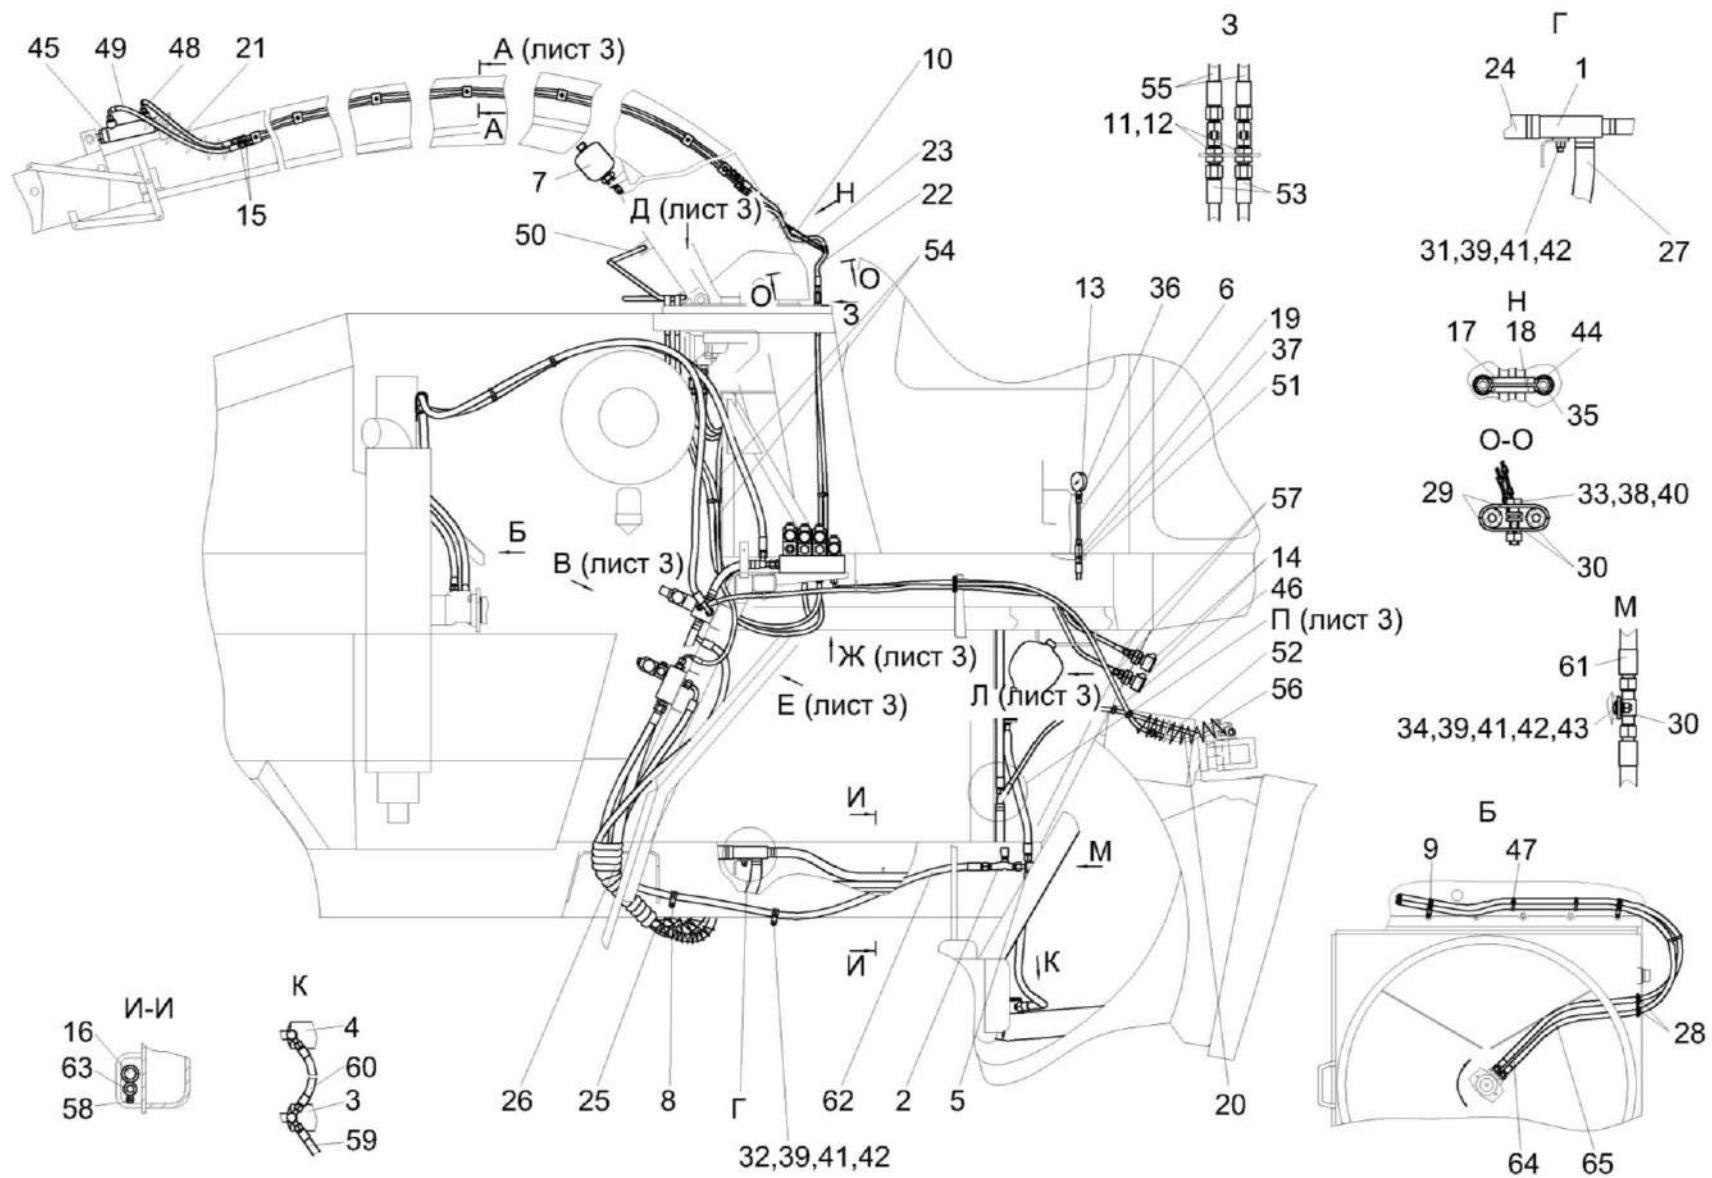 45 49 48 21
А (лист 3)
А
10
7
23
22
Н
15
Д (лист 3)
50
54
О О
З
З
55
11,12
53
Г
24 1
31,39,41,42 27
13 36 6
19
37
51
57
14
46
П (лист 3)
52
56
Н
17 18 44
35
О-О
29 33,38,40
30
М
61
34,39,41,42,43 30
Б
В (лист 3)
Ж (лист 3)
Е (лист 3)
Л (лист 3)
И
И
М
К
Б
9 47
28
64 65
И-И
16
63
58
К
4
60
3
59
26 25 8 Г 62 2 5 20
32,39,41,42